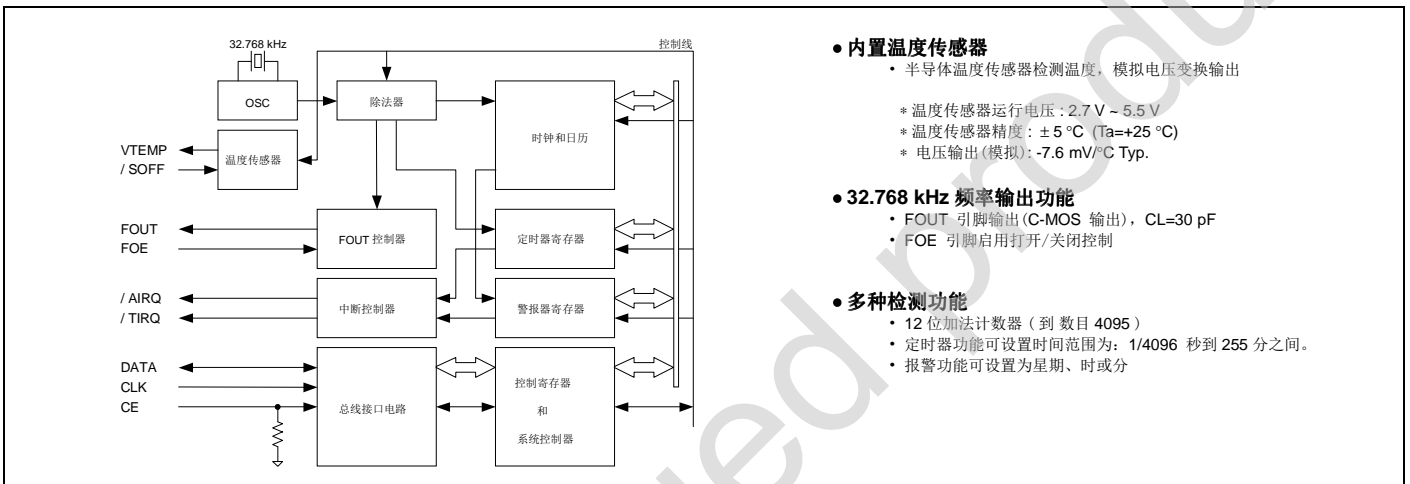 32.768 kHz
控制线
OSC
除法器
时钟和日历
VTEMP
/ SOFF
温度传感器
FOUT
FOE
FOUT 控制器
定时器寄存器
/ AIRQ
/ TIRQ
中断控制器
警报器寄存器
DATA
CLK
CE
总线接口电路
控制寄存器
和
系统控制器
● 内置温度传感器
• 半导体温度传感器检测温度，模拟电压变换输出
* 温度传感器运行电压 : 2.7 V ~ 5.5 V
* 温度传感器精度 : ± 5 °C (Ta=+25 °C)
* 电压输出(模拟) : -7.6 mV/°C Typ.
● 32.768 kHz 频率输出功能
• FOUT 引脚输出(C-MOS 输出)，CL=30 pF
• FOE 引脚启用打开/关闭控制
● 多种检测功能
• 12 位加法计数器 ( 到 数目 4095 )
• 定时器功能可设置时间范围为：1/4096 秒到 255 分之间。
• 报警功能可设置为星期、时或分